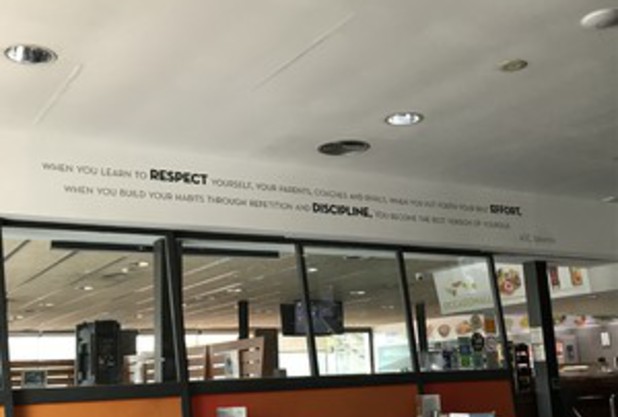 WHEN YOU LEARN TO RESPECT YOURSELF, YOUR PARENTS, COACHES AND RIVALS, WHEN YOU PUT FORTH YOUR BEST EFFORT,
WHEN YOU BUILD YOUR HABITS THROUGH REPETITION AND DISCIPLINE, YOU BECOME THE BEST VERSION OF YOURSELF.